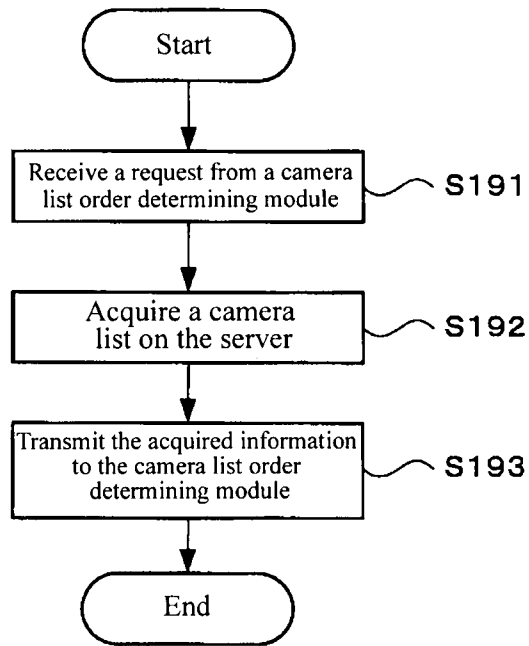 Start
Receive a request from a camera
list order determining module
S191
Acquire a camera
list on the server
S192
Transmit the acquired information
to the camera list order
determining module
S193
End